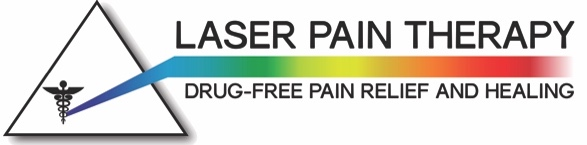 LASER PAIN THERAPY
DRUG-FREE PAIN RELIEF AND HEALING